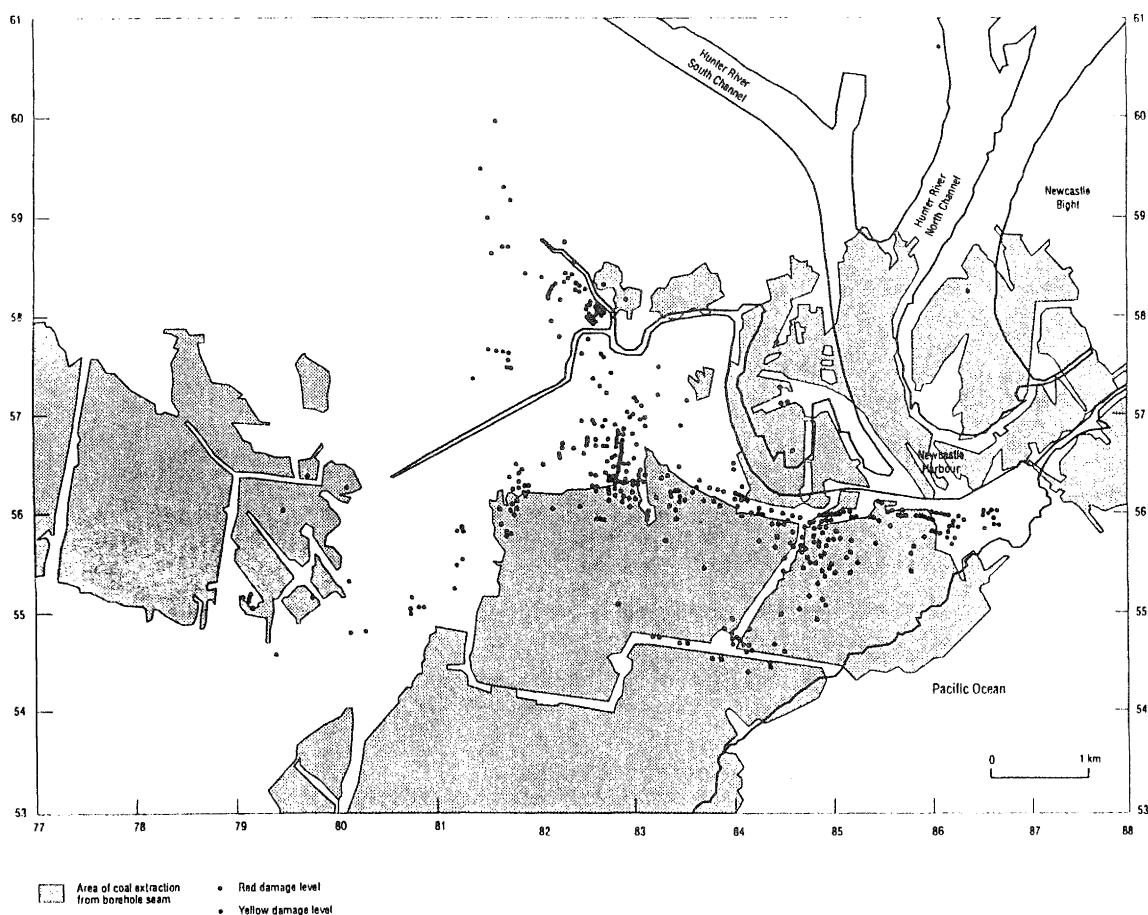 61
61
Hunter River
South Channel
60
60
59
59
Hunter River
North Channel
Newcastle
Bight
58
58
57
57
Newcastle
Harbour
56
56
55
55
Pacific Ocean
54
54
0 1 km
53
53
77 78 79 80 81 82 83 84 85 86 87 88
Area of coal extraction
from borehole seam
Red damage level
Yellow damage level